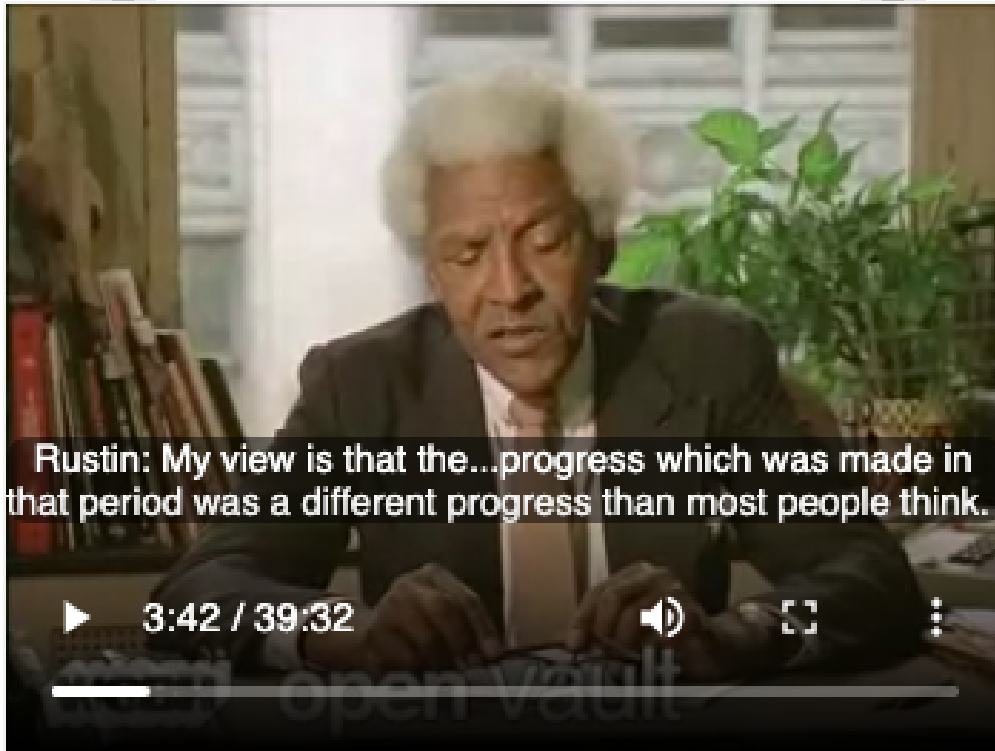 Rustin: My view is that the...progress which was made in
that period was a different progress than most people think.
3:42 / 39:32
open vault